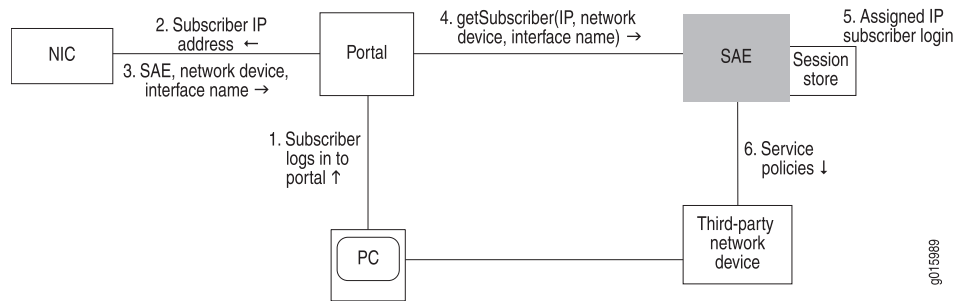 NIC
2. Subscriber IP
address ←
3. SAE, network device,
interface name →
Portal
4. getSubscriber(IP, network
device, interface name) →
SAE
Session
store
5. Assigned IP
subscriber login
1. Subscriber
logs in to
portal ↑
6. Service
policies ↓
PC
Third-party
network
device
g015989